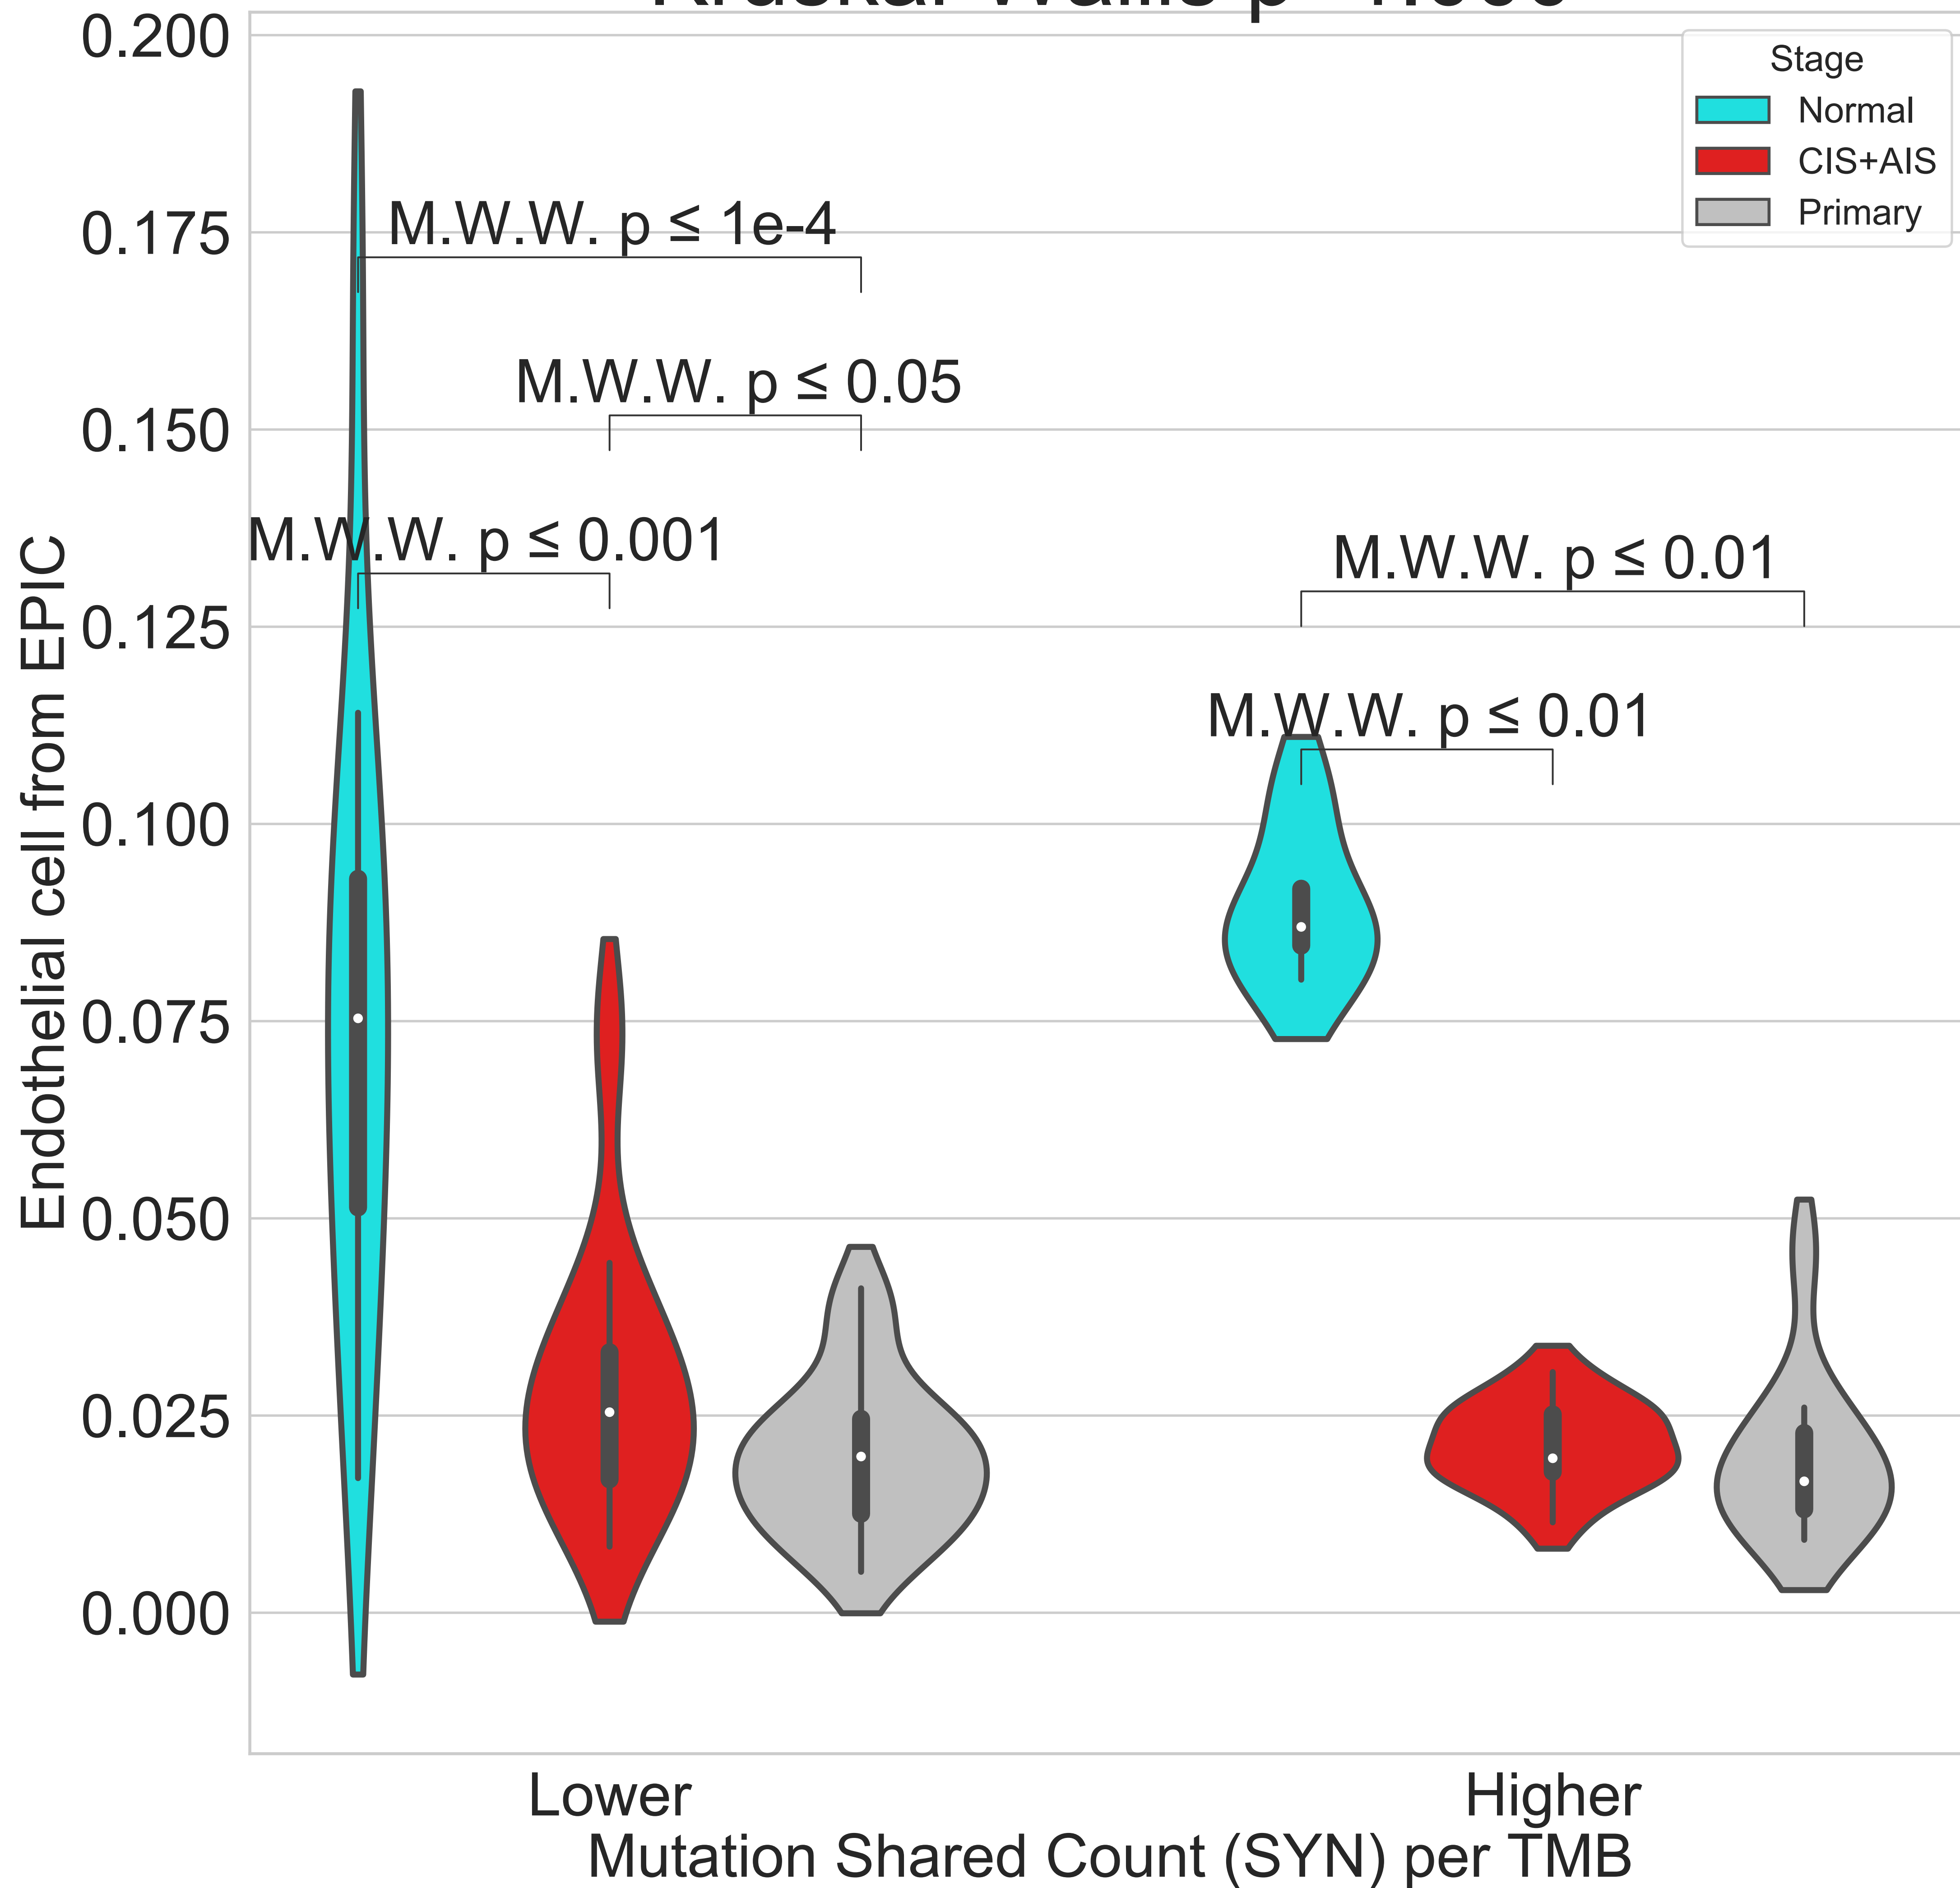 0.200
0.175
0.150
0.125
0.100
0.075
0.050
0.025
0.000
Endothelial cell from EPIC
Stage
Normal
CIS+AIS
Primary
M.W.W. p ≤ 1e-4
M.W.W. p ≤ 0.05
M.W.W. p ≤ 0.001
M.W.W. p ≤ 0.01
M.W.W. p ≤ 0.01
Lower
Higher
Mutation Shared Count (SYN) per TMB